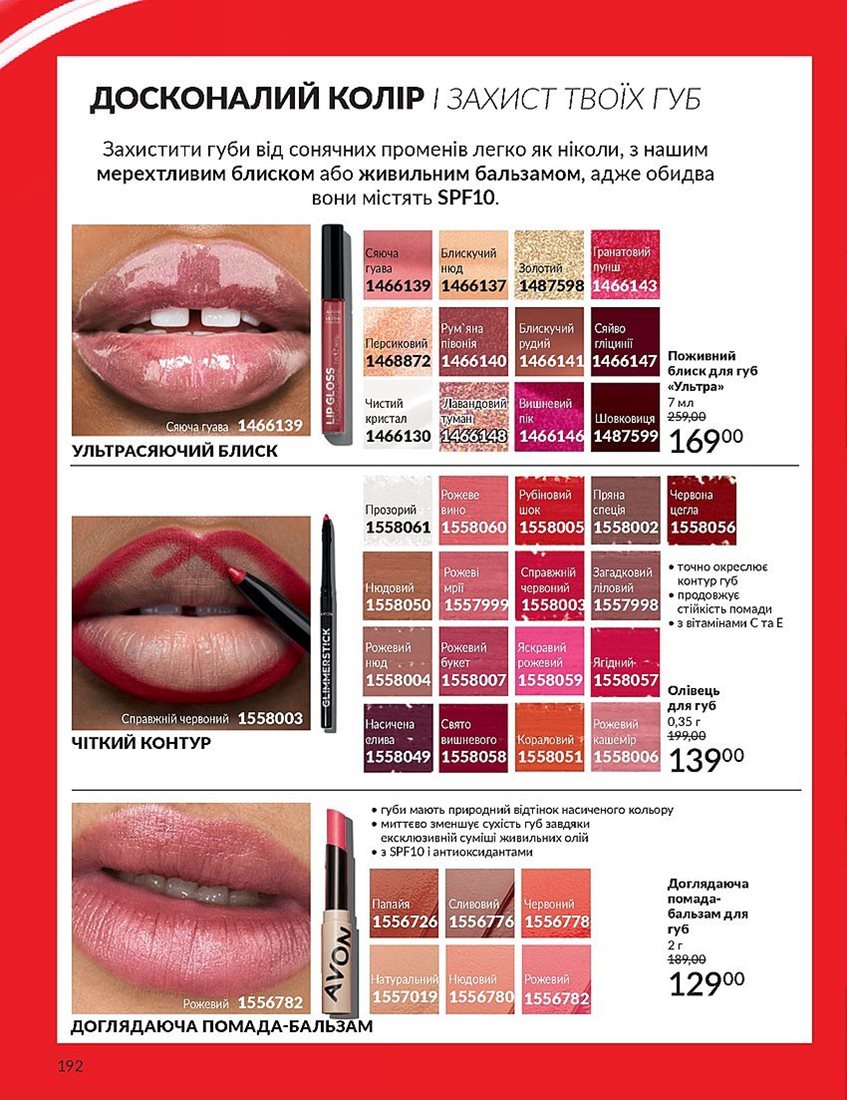 ДОСКОНАЛИЙ КОЛІР І ЗАХИСТ ТВОЇХ ГУБ
Захистити губи від сонячних променів легко як ніколи, з нашим
мерехтливим блиском або живильним бальзамом, адже обидва
вони містять SPF10.
Сяюча гуава 1466139
УЛЬТРАСЯЮЧИЙ БЛИСК
AVON
ULTRA
LIP GLOSS
Сяюча
гуава
1466139
Блискучий
нюд
1466137
Золотий
1487598
Гранатовий
пунш
1466143
Персиковий
1468872
Рум`яна
півонія
1466140
Блискучий
рудий
1466141
Сяйво
гліцинії
1466147
Чистий
кристал
1466130
Лавандовий
туман
1466148
Вишневий
пік
1466146
Шовковиця
1487599
Поживний
блиск для губ
«Ультра»
7 мл
259,00
16900
Справжній червоний 1558003
ЧІТКИЙ КОНТУР
AVON
GLIMMERSTICK
Прозорий
1558061
Рожеве
вино
1558060
Рубіновий
шок
1558005
Пряна
спеція
1558002
Червона
цегла
1558056
Нюдовий
1558050
Рожеві
мрії
1557999
Справжній
червоний
1558003
Загадковий
ліловий
1557998
Рожевий
нюд
1558004
Рожевий
букет
1558007
Яскравий
рожевий
1558059
Ягідний
1558057
Насичена
слива
1558049
Свято
вишневого
1558058
Кораловий
1558051
Рожевий
кашемір
1558006
• точно окреслює
контур губ
• продовжує
стійкість помади
• з вітамінами С та Е
Олівець
для губ
0,35 г
199,00
13900
Рожевий 1556782
ДОГЛЯДАЮЧА ПОМАДА-БАЛЬЗАМ
AVON
• губи мають природний відтінок насиченого кольору
• миттєво зменшує сухість губ завдяки
ексклюзивній суміші живильних олій
• з SPF10 і антиоксидантами
Папайя
1556726
Сливовий
1556776
Червоний
1556778
Натуральний
1557019
Нюдовий
1556780
Рожевий
1556782
Доглядаюча
помада-
бальзам для
губ
2 г
189,00
12900
192